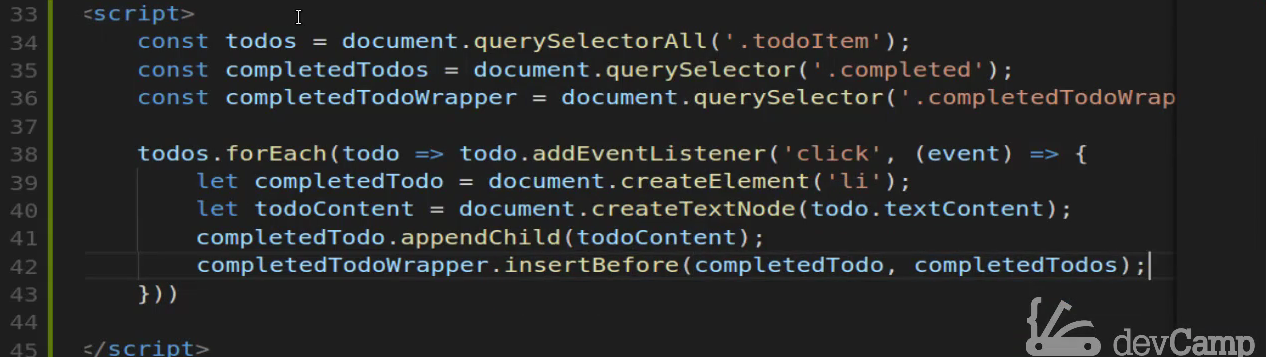 33 <script>
34 const todos = document.querySelectorAll('.todoItem');
35 const completedTodos = document.querySelector('.completed');
36 const completedTodoWrapper = document.querySelector('.completedTodoWrap
37
38 todos.forEach(todo => todo.addEventListener('click', (event) => {
39 let completedTodo = document.createElement('li');
40 let todoContent = document.createTextNode(todo.textContent);
41 completedTodo.appendChild(todoContent);
42 completedTodoWrapper.insertBefore(completedTodo, completedTodos);
43 }))
44
45 </script>
devCamp